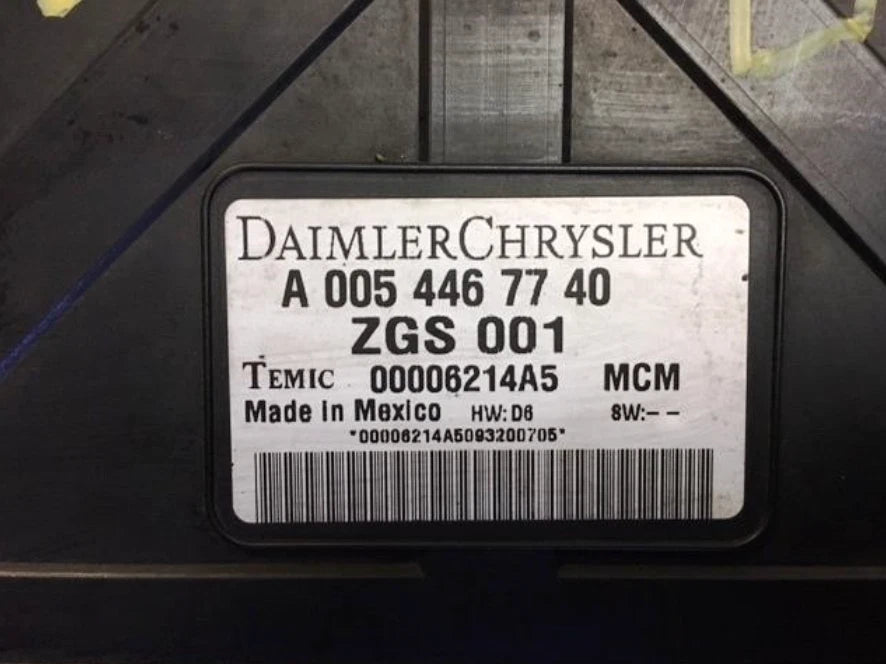 DAIMLERCHRYSLER
A 005 446 77 40
ZGS 001
TEMIC 00006214A5 MCM
Made in Mexico HW: D6 SW:- -
*00006214A5093200705*